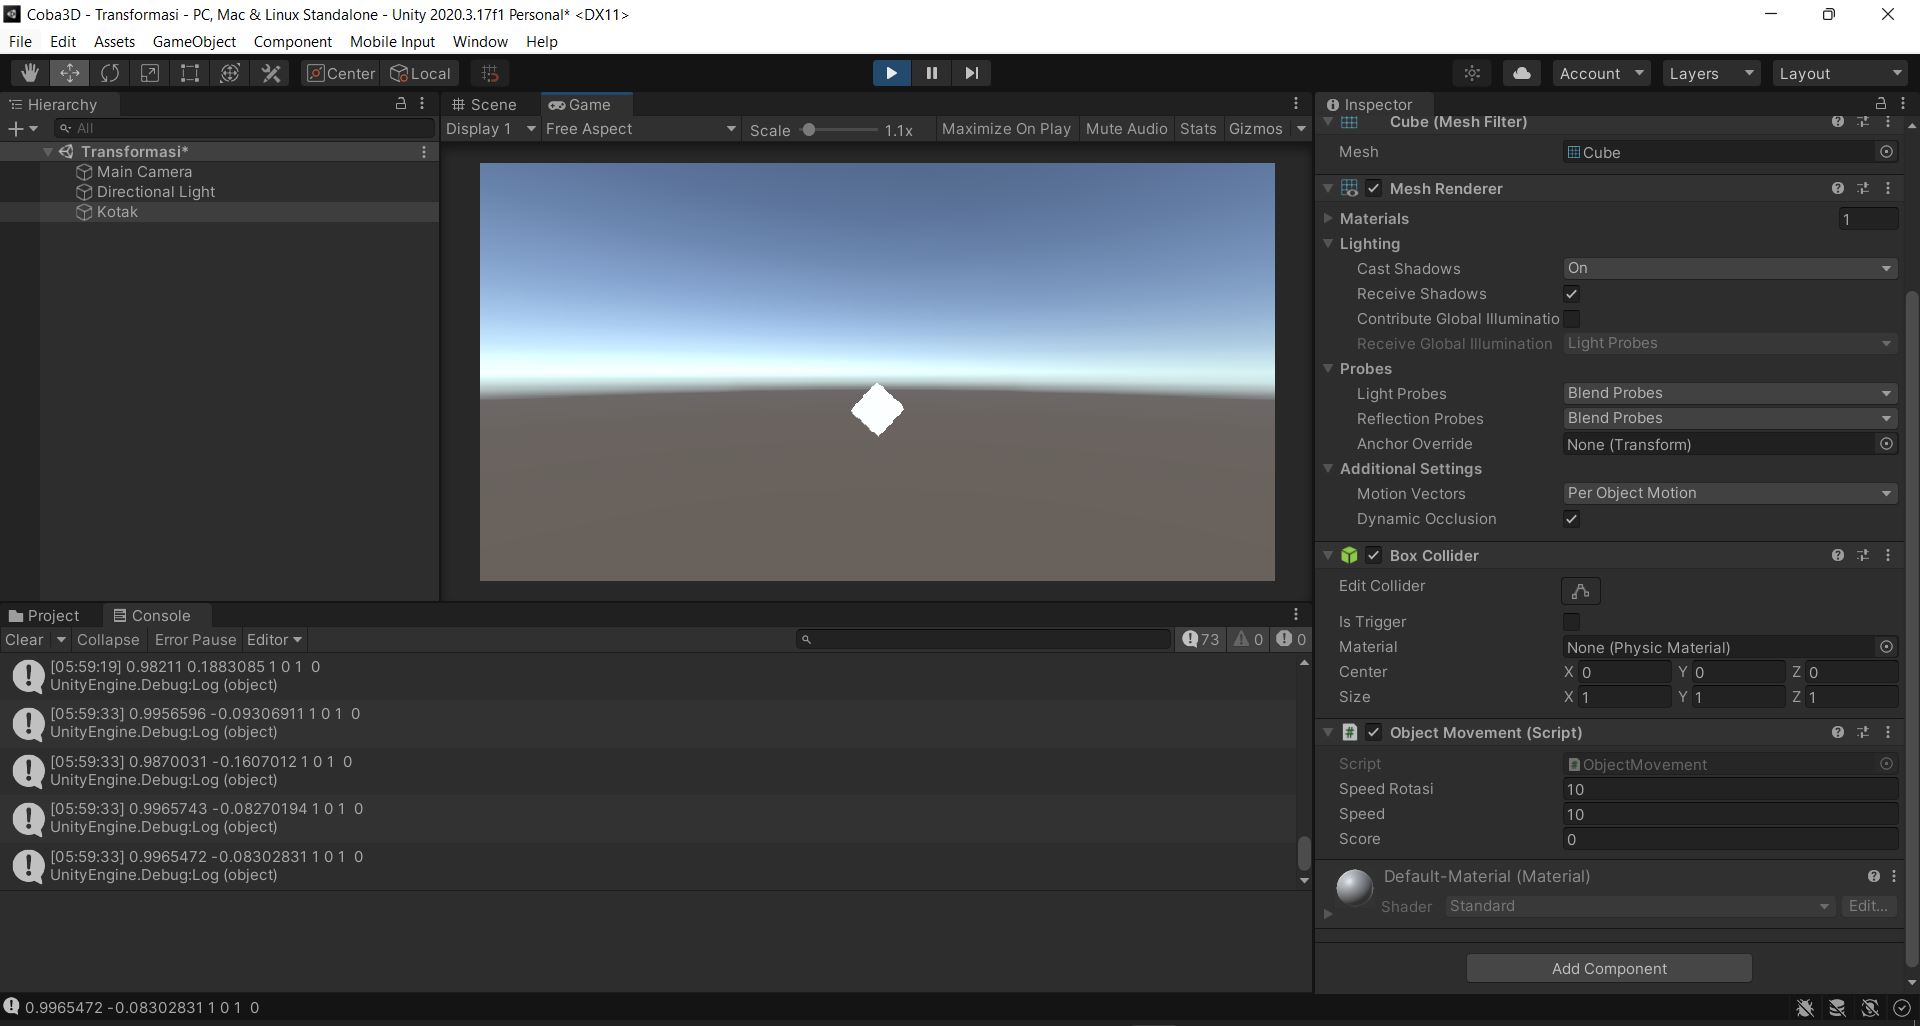 Coba3D - Transformasi - PC, Mac & Linux Standalone - Unity 2020.3.17f1 Personal* <DX11>
File Edit Assets GameObject Component Mobile Input Window Help
Center Local Account Layers Layout
Hierarchy
All
Transformasi*
Main Camera
Directional Light
Kotak
Scene Game
Display 1 Free Aspect Scale 1.1x Maximize On Play Mute Audio Stats Gizmos
Inspector
Cube (Mesh Filter)
Mesh Cube
Mesh Renderer
Materials 1
Lighting
Cast Shadows On
Receive Shadows
Contribute Global Illuminatio
Receive Global Illumination Light Probes
Probes
Light Probes Blend Probes
Reflection Probes Blend Probes
Anchor Override None (Transform)
Additional Settings
Motion Vectors Per Object Motion
Dynamic Occlusion
Box Collider
Edit Collider
Is Trigger
Material None (Physic Material)
Center X 0 Y 0 Z 0
Size X 1 Y 1 Z 1
Object Movement (Script)
Script ObjectMovement
Speed Rotasi 10
Speed 10
Score 0
Default-Material (Material)
Shader Standard Edit...
Add Component
Project Console
Clear Collapse Error Pause Editor 73 0 0
[05:59:19] 0.98211 0.1883085 1 0 1 0
UnityEngine.Debug:Log (object)
[05:59:33] 0.9956596 -0.09306911 1 0 1 0
UnityEngine.Debug:Log (object)
[05:59:33] 0.9870031 -0.1607012 1 0 1 0
UnityEngine.Debug:Log (object)
[05:59:33] 0.9965743 -0.08270194 1 0 1 0
UnityEngine.Debug:Log (object)
[05:59:33] 0.9965472 -0.08302831 1 0 1 0
UnityEngine.Debug:Log (object)
0.9965472 -0.08302831 1 0 1 0